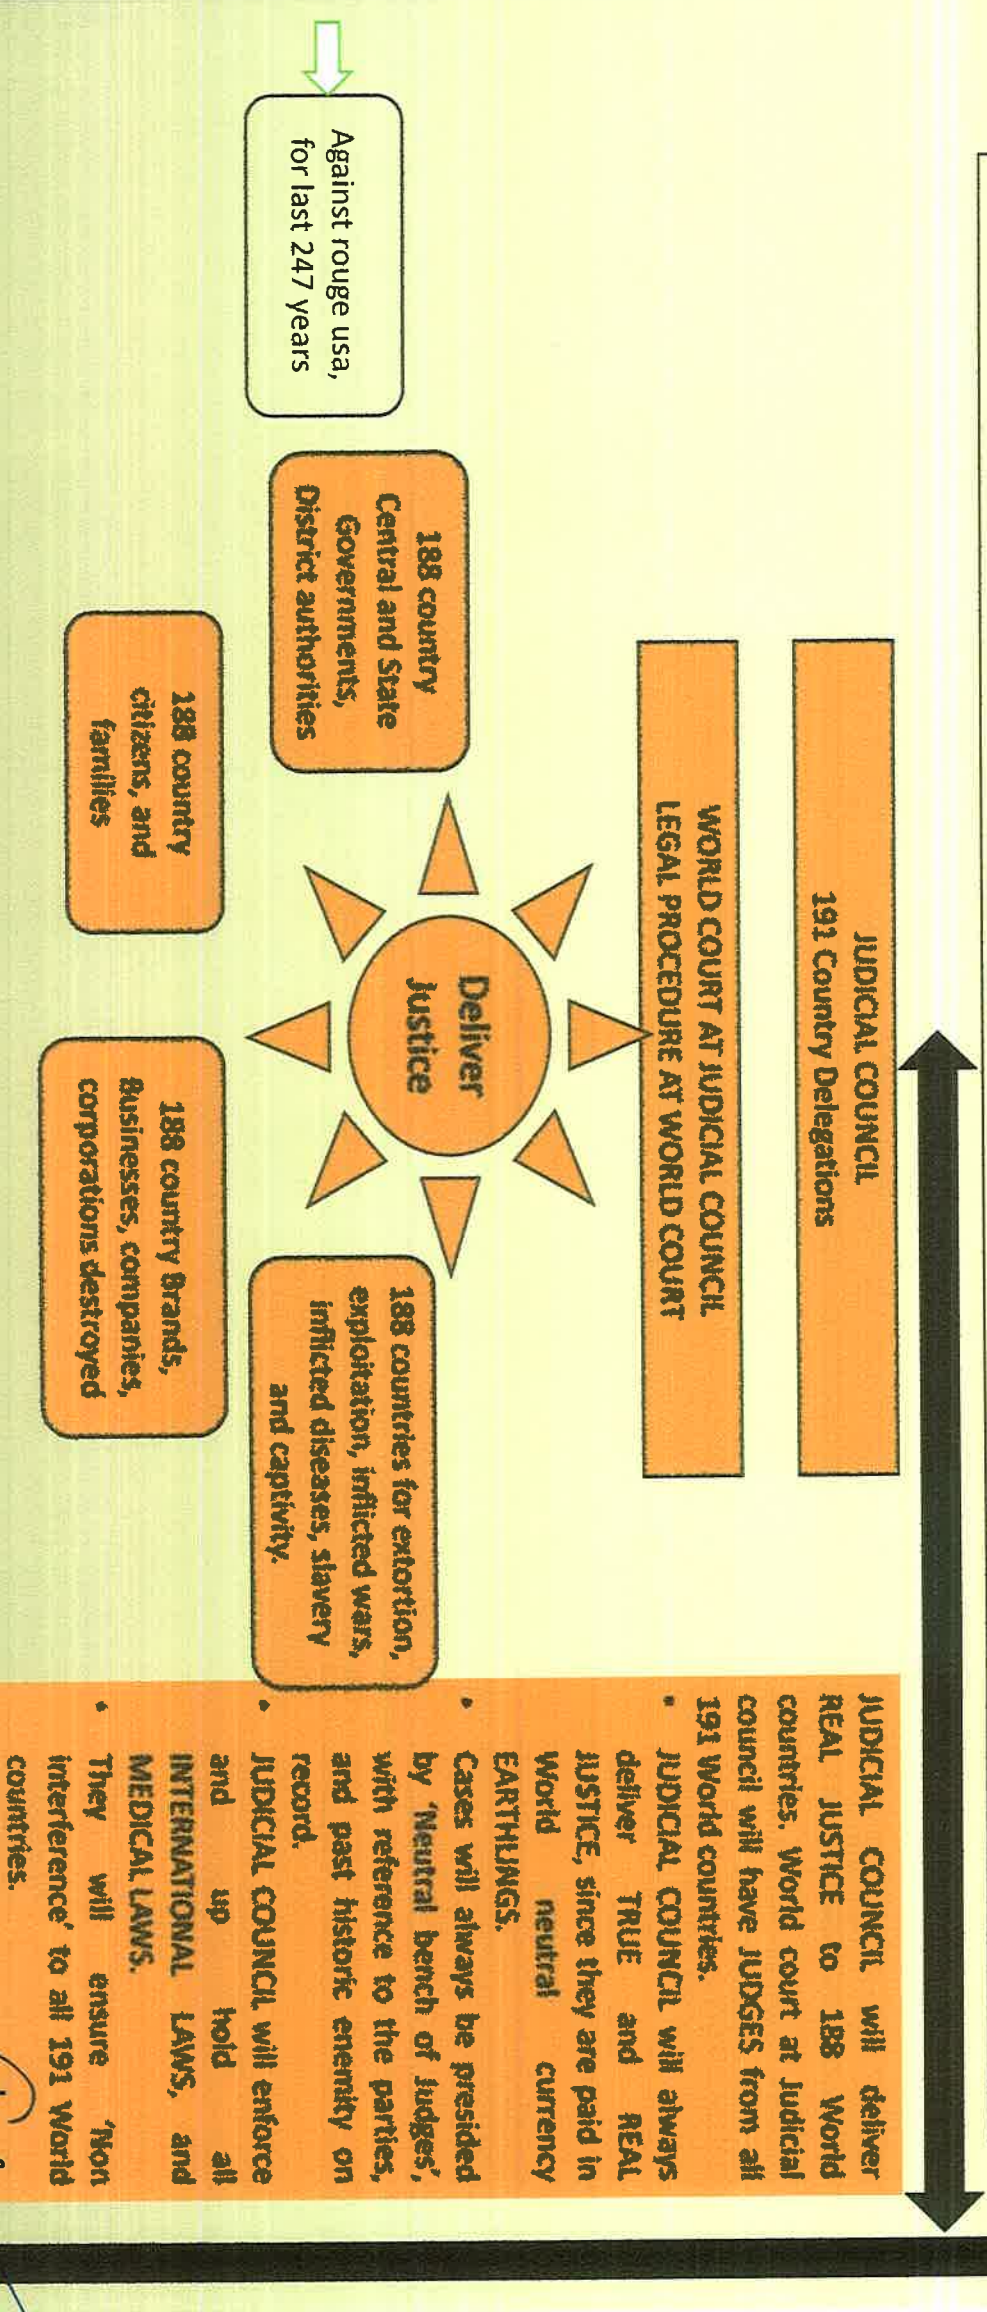 JUDICIAL COUNCIL
191 Country Delegations
WORLD COURT AT JUDICIAL COUNCIL
LEGAL PROCEDURE AT WORLD COURT
Against rouge usa,
for last 247 years
188 country
Central and State
Governments,
District authorities
188 country
citizens, and
families
Deliver
Justice
188 country Brands,
Businesses, companies,
corporations destroyed
188 countries for extortion,
exploitation, inflicted wars,
inflicted diseases, slavery
and captivity.
JUDICIAL COUNCIL will deliver
REAL JUSTICE to 188 World
countries. World court at Judicial
council will have JUDGES from all
191 World countries.
• JUDICIAL COUNCIL will always
deliver TRUE and REAL
JUSTICE, since they are paid in
World neutral currency
EARTHLINGS.
• Cases will always be presided
by 'Neutral bench of Judges',
with reference to the parties,
and past historic enemity on
record.
• JUDICIAL COUNCIL will enforce
and up hold all
INTERNATIONAL LAWS, and
MEDICAL LAWS.
• They will ensure 'Non
interference' to all 191 World
countries.